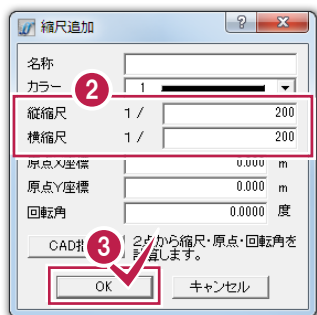 縮尺追加
名称
カラー 1
2
縦縮尺 1/ 200
横縮尺 1/ 200
原点X座標 0.000 m
原点Y座標 0.000 m
回転角 0.0000 度
CAD 3 2点から縮尺・原点・回転角を
計算します。
OK キャンセル